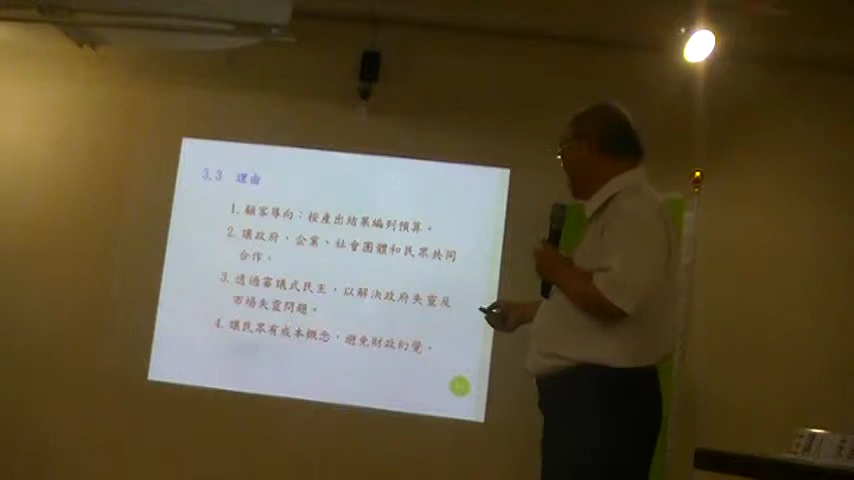 3.3 理由
1. 顧客導向：按產出結果編列預算。
2. 讓政府、企業、社會團體和民眾共同
合作。
3. 透過審議式民主，以解決政府失靈及
市場失靈問題。
4. 讓民眾有成本概念，避免財政幻覺。